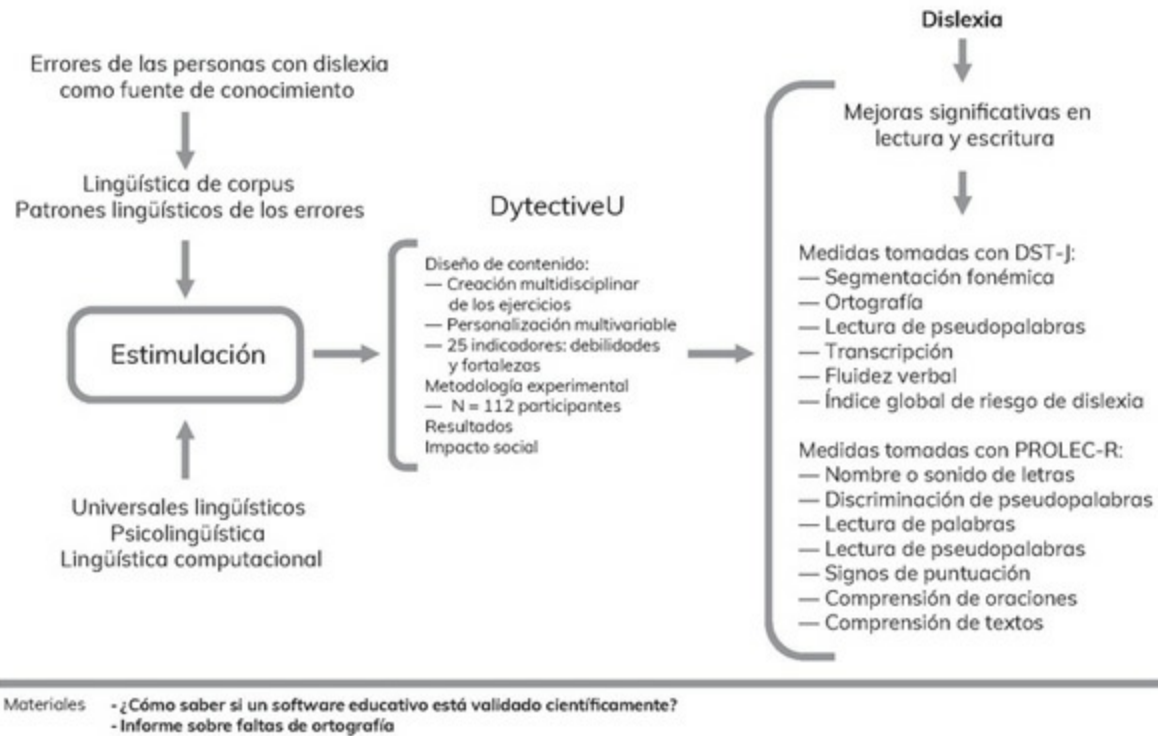 Errores de las personas con dislexia
como fuente de conocimiento
Lingüística de corpus
Patrones lingüísticos de los errores
Estimulación
Universales lingüísticos
Psicolingüística
Lingüística computacional
DytectiveU
Diseño de contenido:
— Creación multidisciplinar
de los ejercicios
— Personalización multivariable
— 25 indicadores: debilidades
y fortalezas
Metodología experimental
— N = 112 participantes
Resultados
Impacto social
Dislexia
Mejoras significativas en
lectura y escritura
Medidas tomadas con DST-J:
— Segmentación fonémica
— Ortografía
— Lectura de pseudopalabras
— Transcripción
— Fluidez verbal
— Índice global de riesgo de dislexia
Medidas tomadas con PROLEC-R:
— Nombre o sonido de letras
— Discriminación de pseudopalabras
— Lectura de palabras
— Lectura de pseudopalabras
— Signos de puntuación
— Comprensión de oraciones
— Comprensión de textos
Materiales - ¿Cómo saber si un software educativo está validado científicamente?
- Informe sobre faltas de ortografía